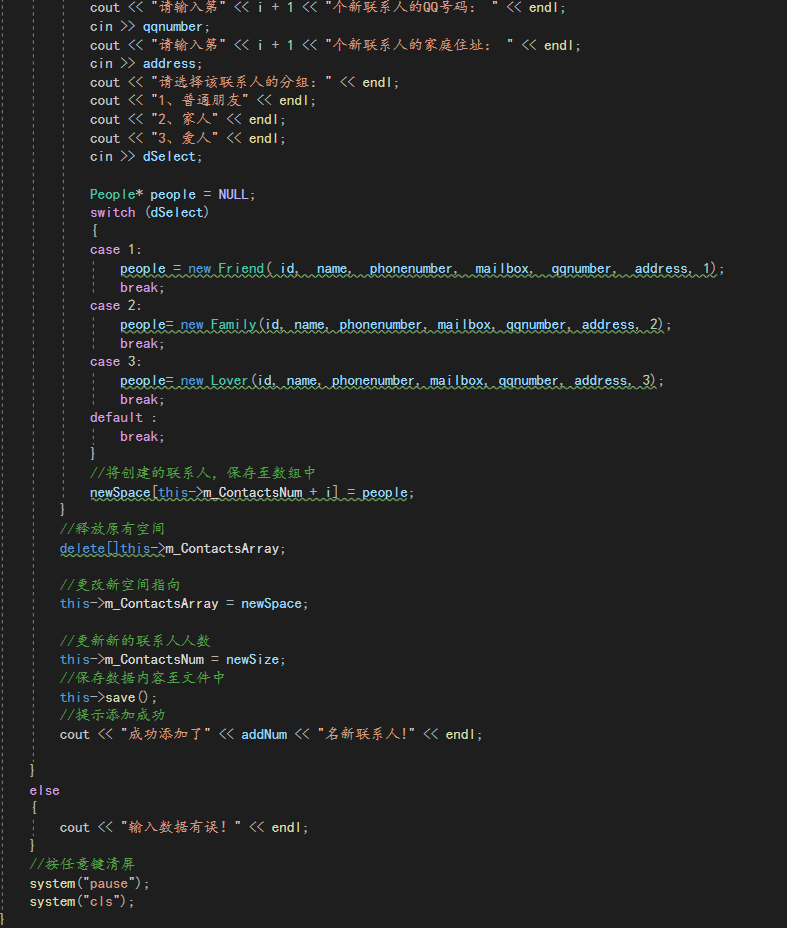 cout << "请输入第" << i + 1 << "个新联系人的QQ号码： " << endl;
cin >> qqnumber;
cout << "请输入第" << i + 1 << "个新联系人的家庭住址： " << endl;
cin >> address;
cout << "请选择该联系人的分组：" << endl;
cout << "1、普通朋友" << endl;
cout << "2、家人" << endl;
cout << "3、爱人" << endl;
cin >> dSelect;
People* people = NULL;
switch (dSelect)
{
case 1:
people = new Friend( id,  name,  phonenumber,  mailbox,  qqnumber,  address, 1);
break;
case 2:
people= new Family(id, name, phonenumber, mailbox, qqnumber, address, 2);
break;
case 3:
people= new Lover(id, name, phonenumber, mailbox, qqnumber, address, 3);
break;
default :
break;
}
//将创建的联系人，保存至数组中
newSpace[this->m_ContactsNum + i] = people;
}
//释放原有空间
delete[]this->m_ContactsArray;
//更改新空间指向
this->m_ContactsArray = newSpace;
//更新新的联系人人数
this->m_ContactsNum = newSize;
//保存数据内容至文件中
this->save();
//提示添加成功
cout << "成功添加了" << addNum << "名新联系人!" << endl;
}
else
{
cout << "输入数据有误！" << endl;
}
//按任意键清屏
system("pause");
system("cls");
}